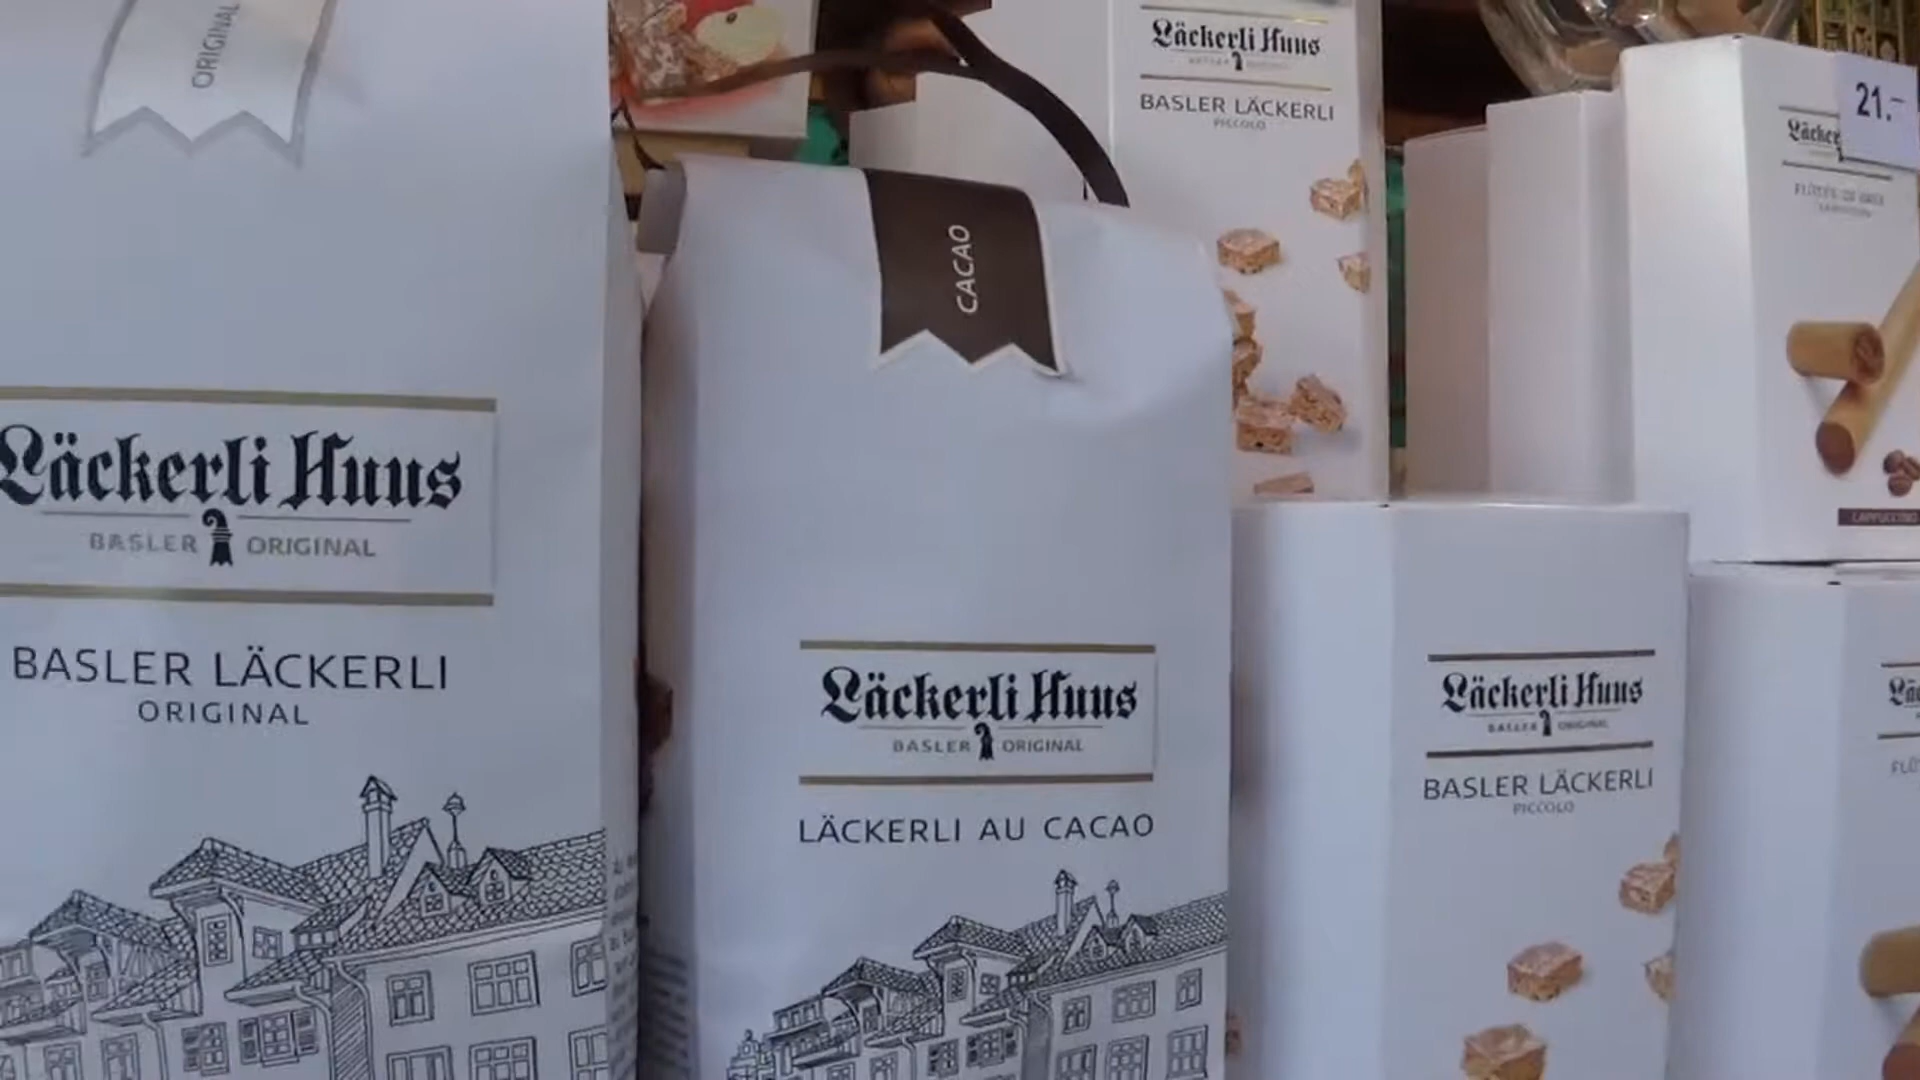 ORIGINAL
Läckerli Huus
BASLER ORIGINAL
BASLER LÄCKERLI
ORIGINAL
CACAO
Läckerli Huus
BASLER ORIGINAL
LÄCKERLI AU CACAO
Läckerli Huus
BASLER LÄCKERLI
PICCOLO
Läckerli Huus
BASLER ORIGINAL
BASLER LÄCKERLI
PICCOLO
21.-
CAPPUCCINO